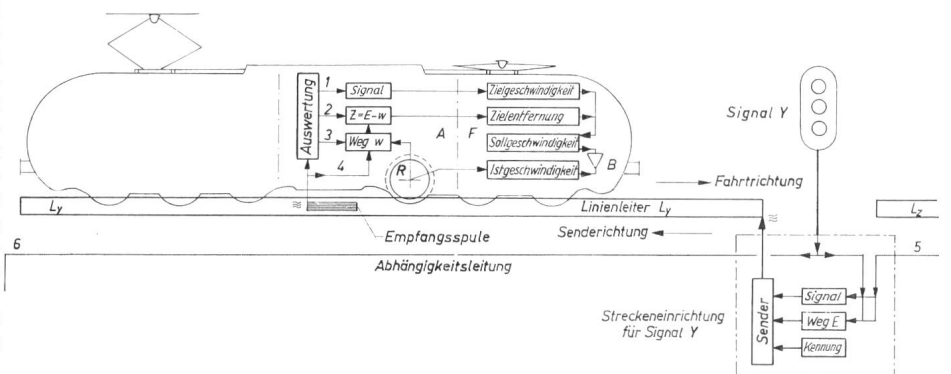 Auswertung
1
2
3
4
Signal
Z=E-w
Weg w
R
A
F
Zielgeschwindigkeit
Zielentfernung
Sollgeschwindigkeit
Istgeschwindigkeit
B
Signal Y
Fahrtrichtung
Ly
Linienleiter Ly
Lz
Empfangsspule
Senderichtung
6
Abhängigkeitsleitung
5
Streckeneinrichtung
für Signal Y
Sender
Signal
Weg E
Kennung